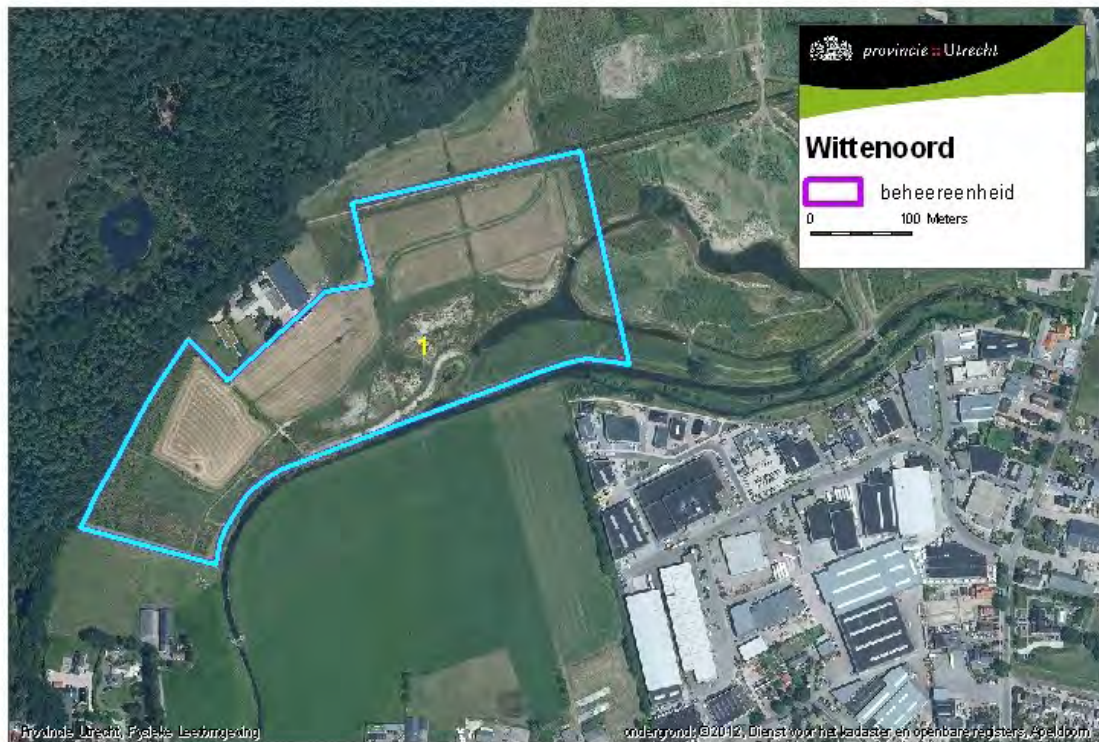 provincie :: Utrecht
Wittenoord
beheereenheid
0 100 Meters
1
Provincie Utrecht, Fysieke Leefomgeving
ondergrond: ©2012, Dienst voor het kadaster en openbare registers, Apeldoorn